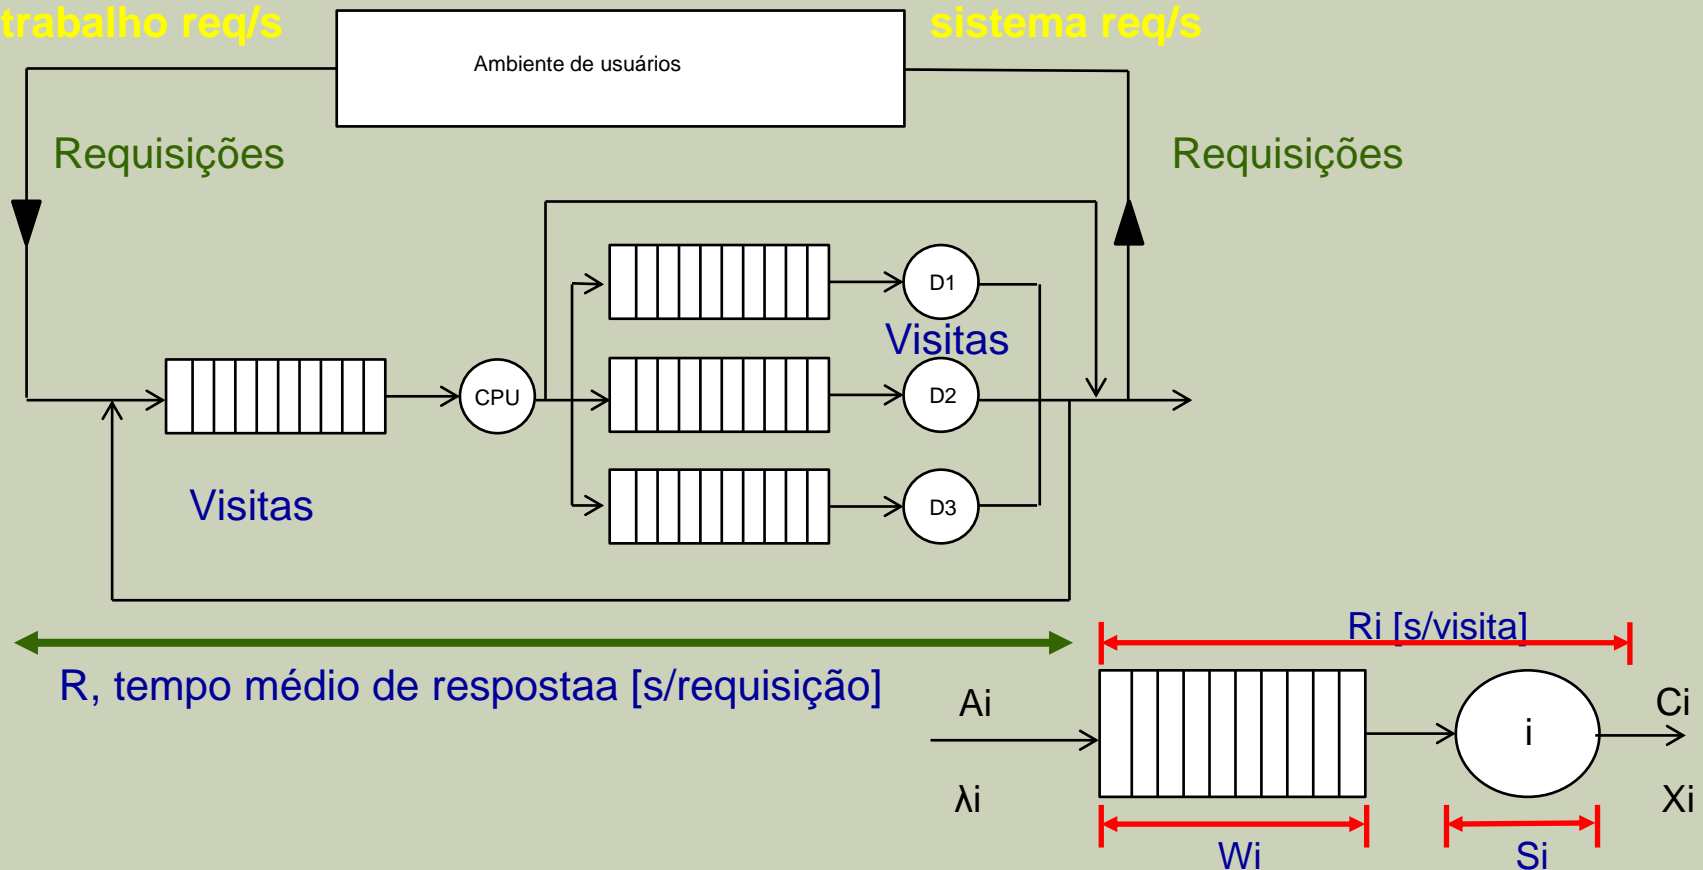 trabalho req/s
sistema req/s
Ambiente de usuários
Requisições
Requisições
D1
Visitas
CPU
D2
Visitas
D3
Ri [s/visita]
R, tempo médio de respostaa [s/requisição]
Ai
Ci
i
λi
Xi
Wi
Si